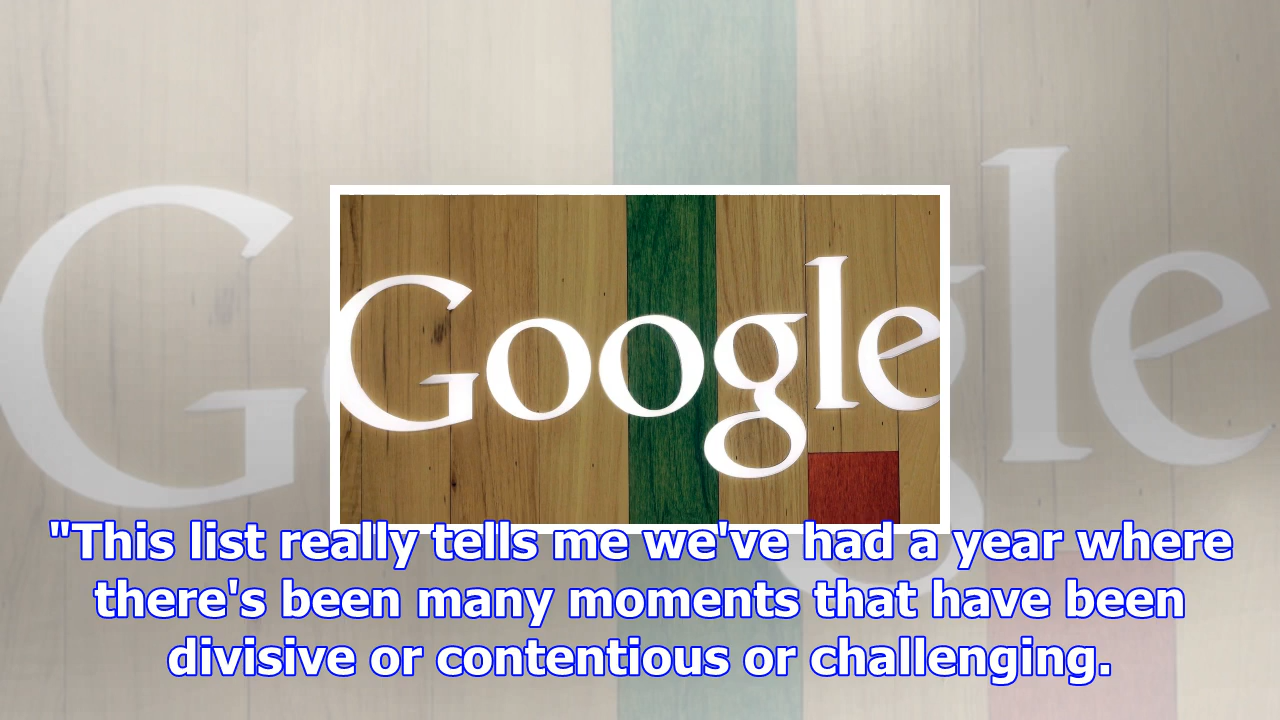 Google
"This list really tells me we've had a year where
there's been many moments that have been
divisive or contentious or challenging.